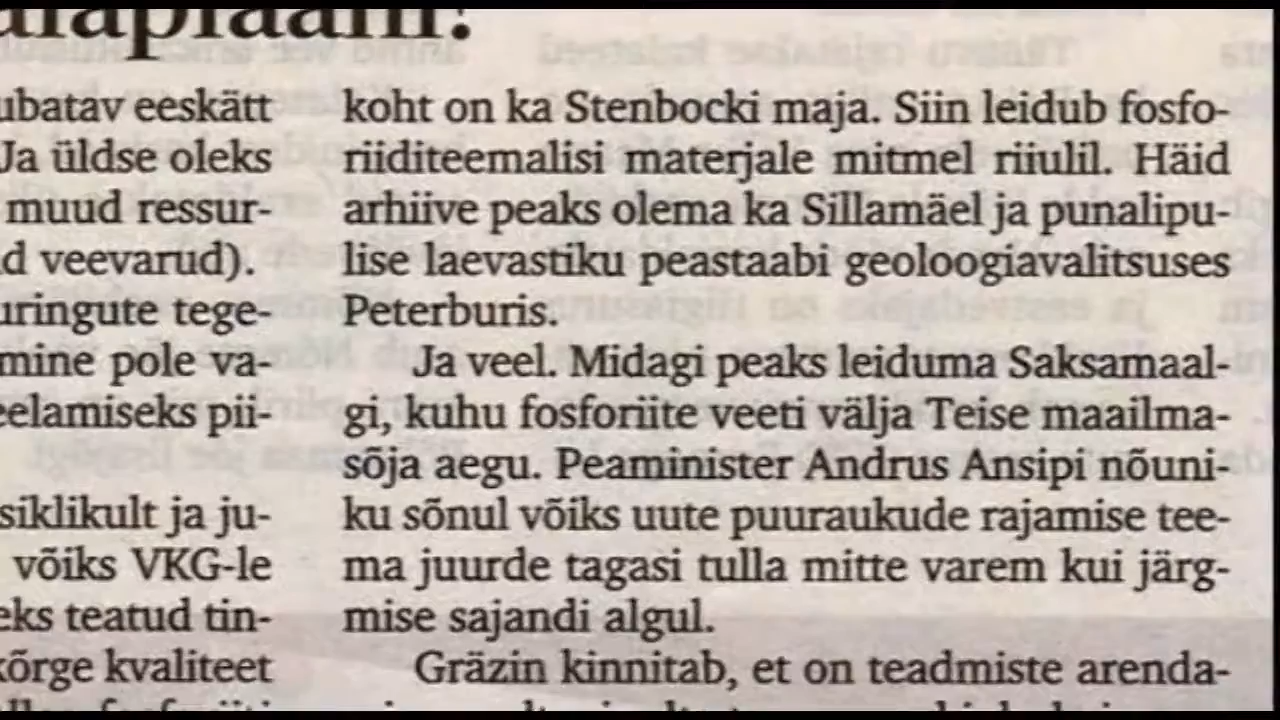 ubatav eeskätt
Ja üldse oleks
muud ressur-
d veevarud).
uringute tege-
mine pole va-
eelamiseks pii-
siklikult ja ju-
võiks VKG-le
eks teatud tin-
kõrge kvaliteet
koht on ka Stenbocki maja. Siin leidub fosfo-
riiditeemalisi materjale mitmel riiulil. Häid
arhiive peaks olema ka Sillamäel ja punalipu-
lise laevastiku peastaabi geoloogiavalitsuses
Peterburis.
Ja veel. Midagi peaks leiduma Saksamaal-
gi, kuhu fosforiite veeti välja Teise maailma-
sõja aegu. Peaminister Andrus Ansipi nõuni-
ku sõnul võiks uute puuraukude rajamise tee-
ma juurde tagasi tulla mitte varem kui järg-
mise sajandi algul.
Gräzin kinnitab, et on teadmiste arenda-